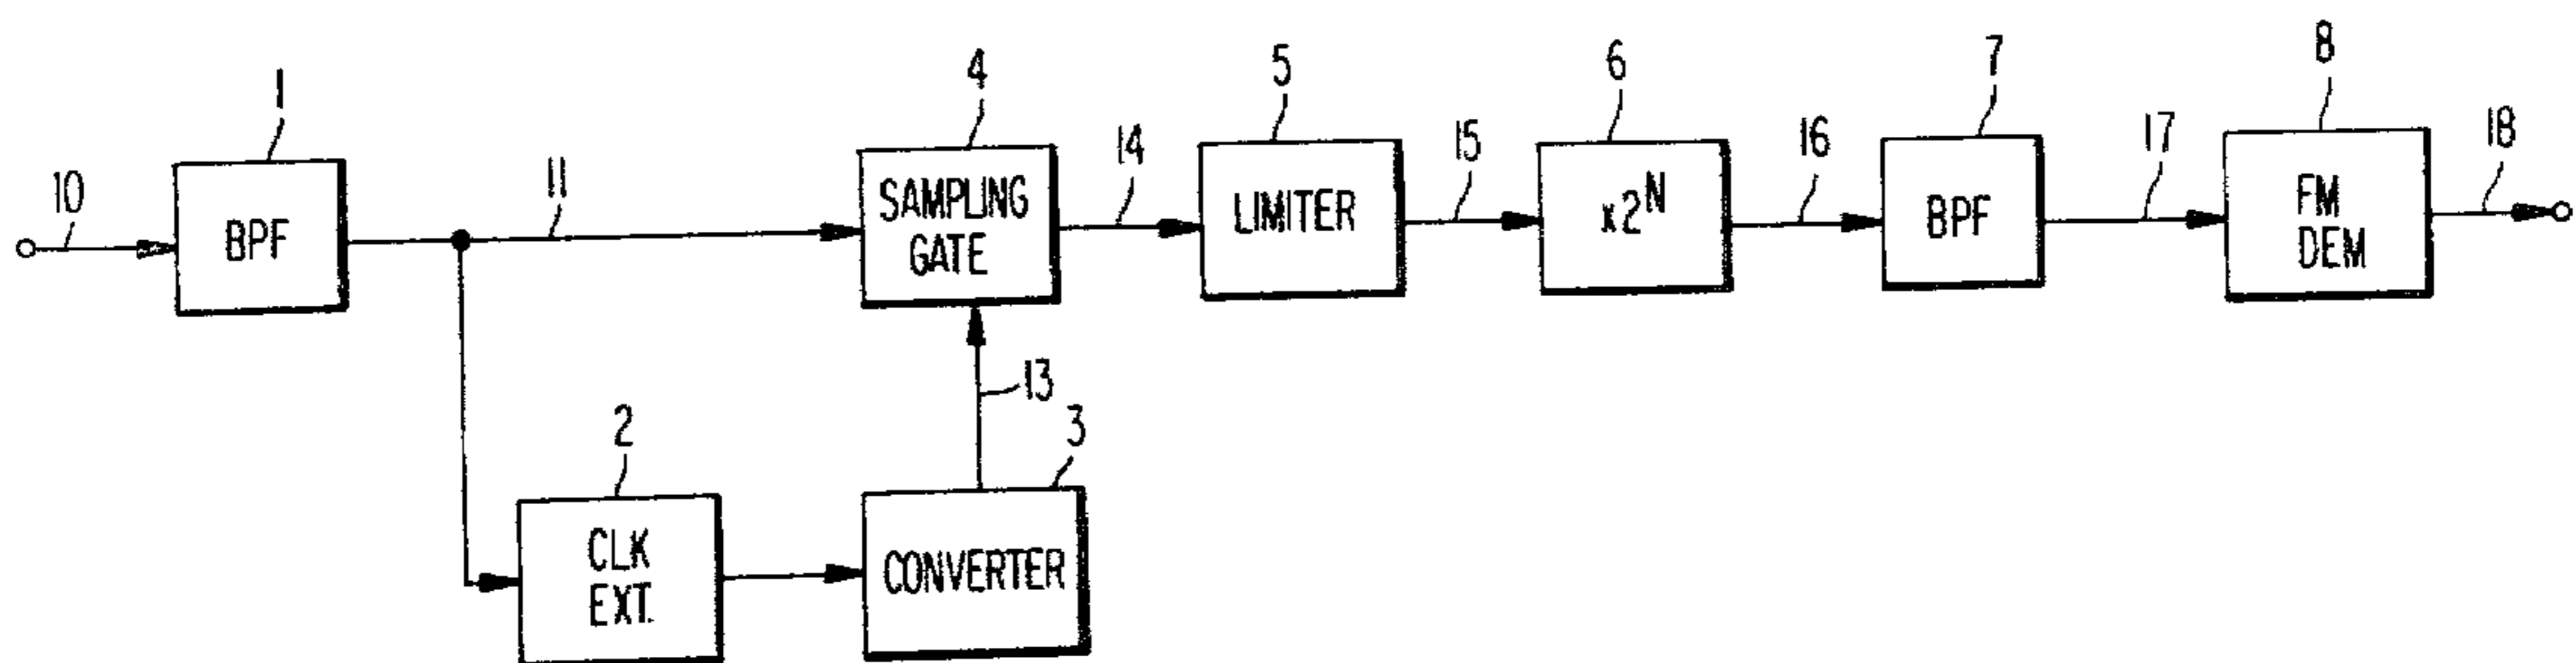 1
4
5
6
7
8
10
BPF
11
SAMPLING
GATE
14
LIMITER
15
x2^N
16
BPF
17
FM
DEM
18
13
2
3
CLK
EXT.
CONVERTER